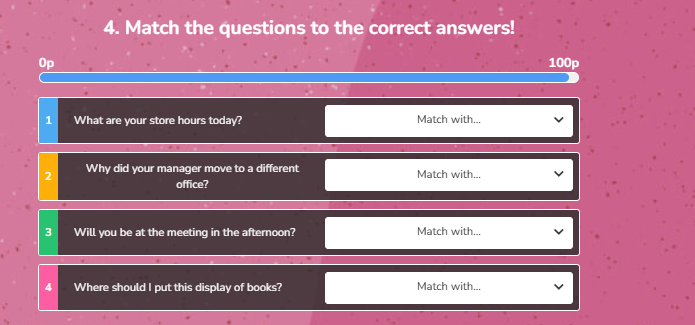 4. Match the questions to the correct answers!
0p 100p
1 What are your store hours today? Match with...
2 Why did your manager move to a different
office? Match with...
3 Will you be at the meeting in the afternoon? Match with...
4 Where should I put this display of books? Match with...